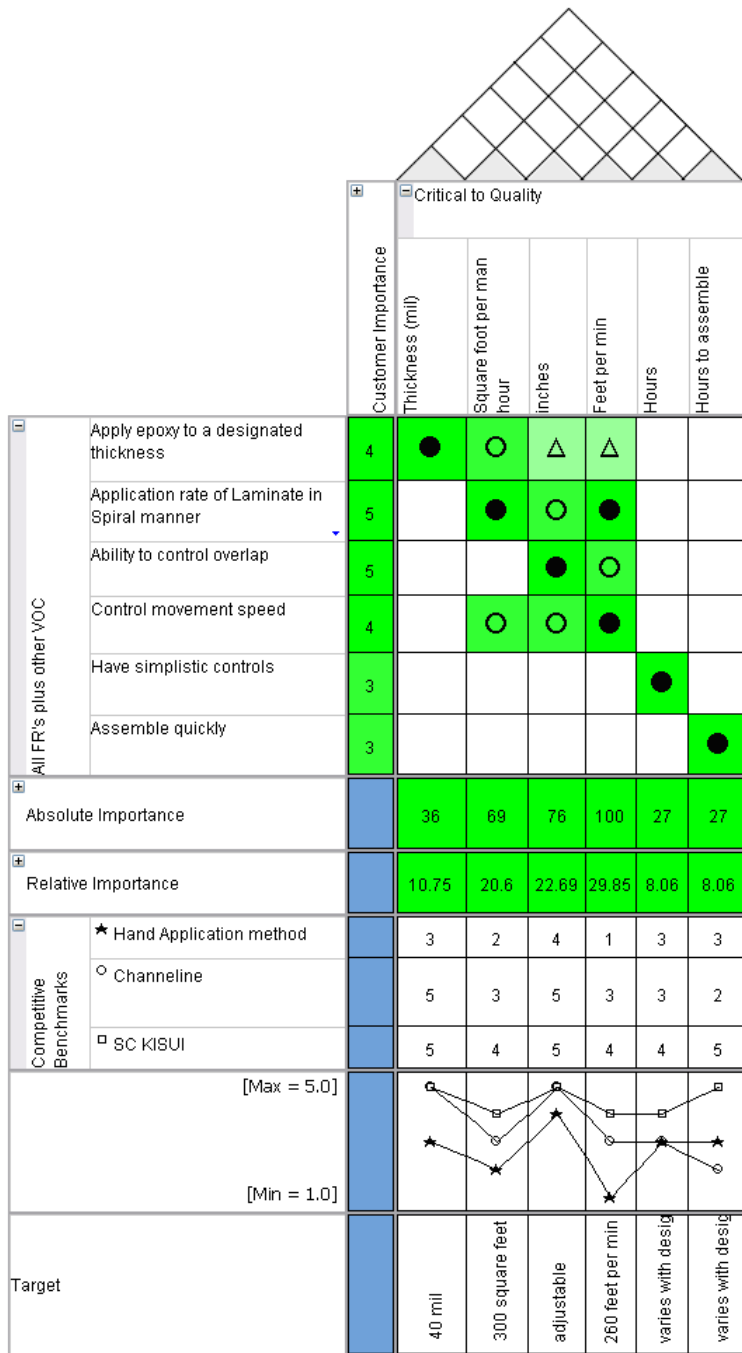 Critical to Quality
Customer Importance
Thickness (mil)
Square foot per man
hour
inches
Feet per min
Hours
Hours to assemble
All FR's plus other VOC
Apply epoxy to a designated
thickness
4
Application rate of Laminate in
Spiral manner
5
Ability to control overlap
5
Control movement speed
4
Have simplistic controls
3
Assemble quickly
3
Absolute Importance
36 69 76 100 27 27
Relative Importance
10.75 20.6 22.69 29.85 8.06 8.06
Competitive
Benchmarks
Hand Application method
3 2 4 1 3 3
Channeline
5 3 5 3 3 2
SC KISUI
5 4 5 4 4 5
[Max = 5.0]
[Min = 1.0]
Target
40 mil
300 square feet
adjustable
260 feet per min
varies with desig
varies with desig